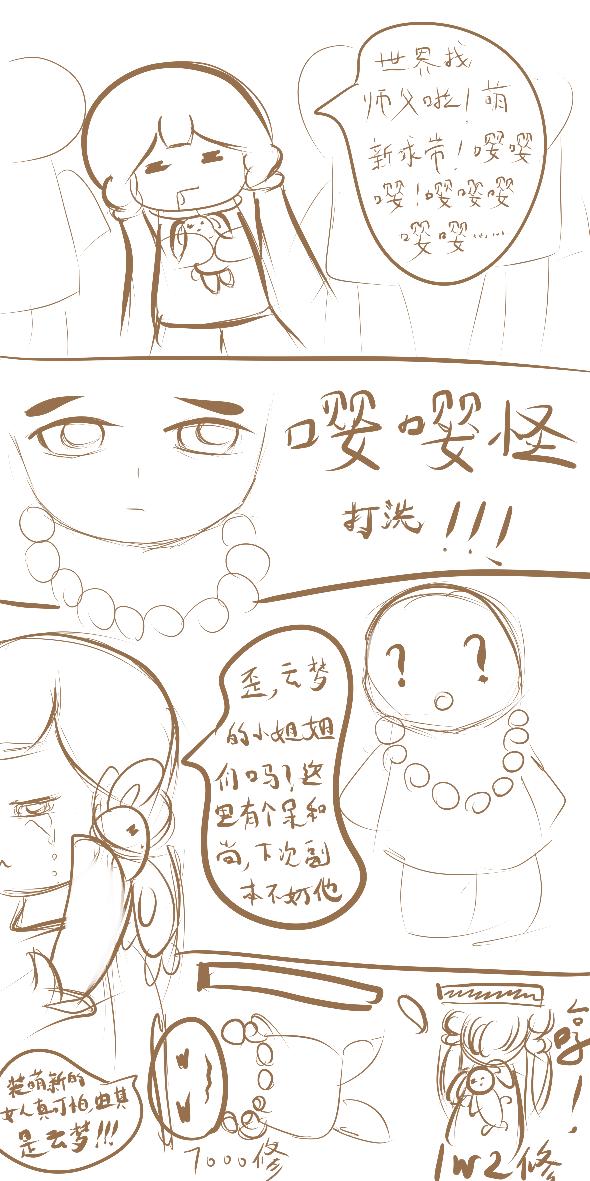 世界找
师父啦！萌
新求带！嘤嘤
嘤！嘤嘤嘤
嘤嘤……
嘤嘤怪
打洗！！！
？ ？
歪，云梦
的小姐姐
们吗！这
里有个呆和
尚，下次副
本不奶他
装萌新的
女人真可怕，尤其
是云梦！！！
7000修
哼！
1w2修